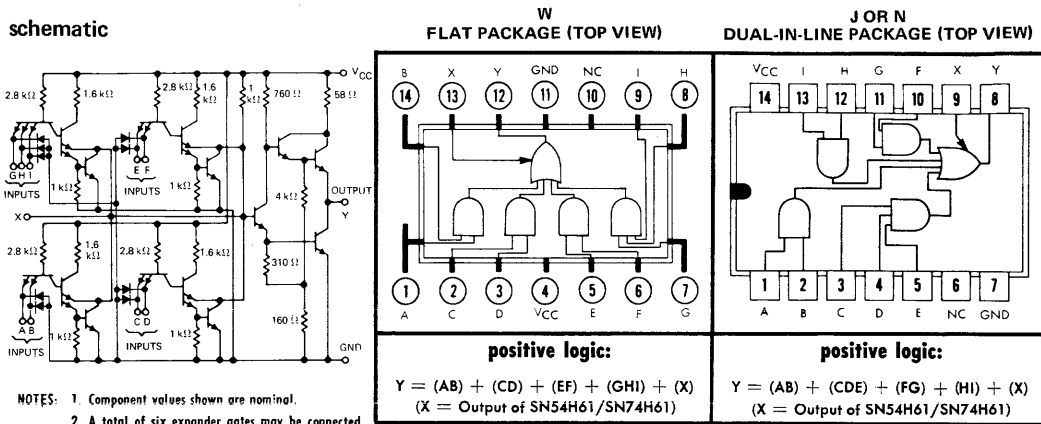 schematic
VCC
2.8 kΩ
1.6 kΩ
2.8 kΩ
1.6 kΩ
1 kΩ
760 Ω
58 Ω
G H I
INPUTS
E F
INPUTS
1 kΩ
1 kΩ
4 kΩ
OUTPUT
Y
X
2.8 kΩ
1.6 kΩ
2.8 kΩ
1.6 kΩ
310 Ω
A B
INPUTS
C D
INPUTS
1 kΩ
1 kΩ
160 Ω
GND
NOTES: 1. Component values shown are nominal.
2. A total of six expander gates may be connected
W
FLAT PACKAGE (TOP VIEW)
B X Y GND NC I H
14 13 12 11 10 9 8
1 2 3 4 5 6 7
A C D VCC E F G
positive logic:
Y = (AB) + (CD) + (EF) + (GHI) + (X)
(X = Output of SN54H61/SN74H61)
J OR N
DUAL-IN-LINE PACKAGE (TOP VIEW)
VCC I H G F X Y
14 13 12 11 10 9 8
1 2 3 4 5 6 7
A B C D E NC GND
positive logic:
Y = (AB) + (CDE) + (FG) + (HI) + (X)
(X = Output of SN54H61/SN74H61)